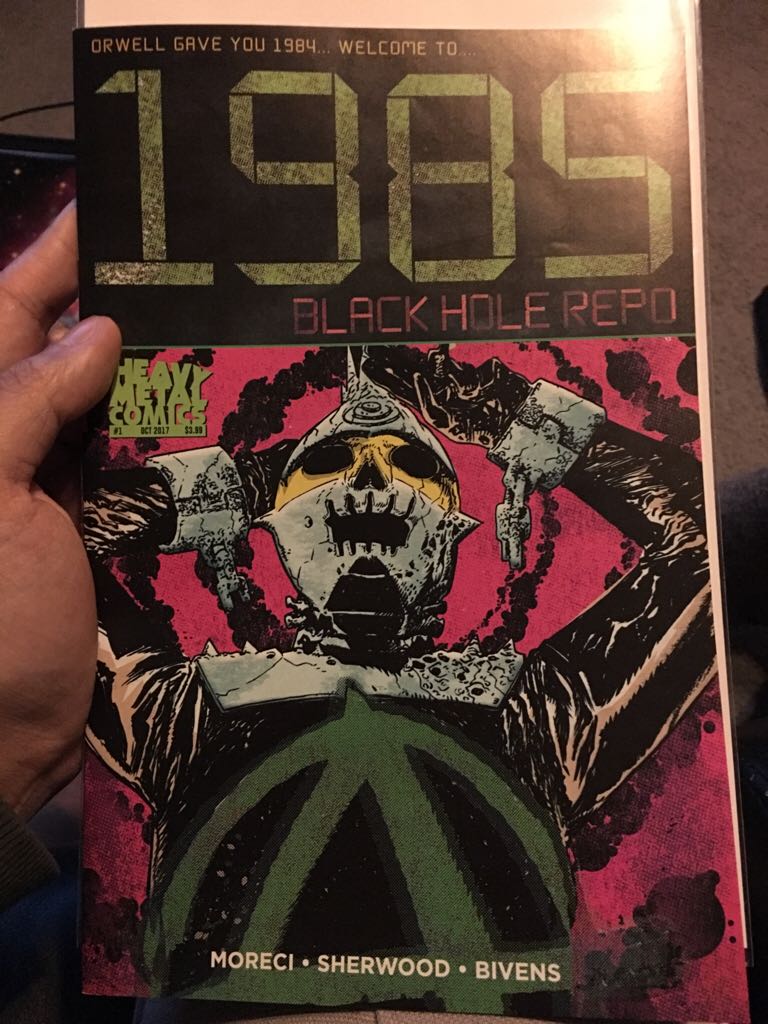 ORWELL GAVE YOU 1984... WELCOME TO....
1985
BLACK HOLE REPO
HEAVY
METAL
COMICS
#1 OCT 2017 $3.99
MORECI • SHERWOOD • BIVENS